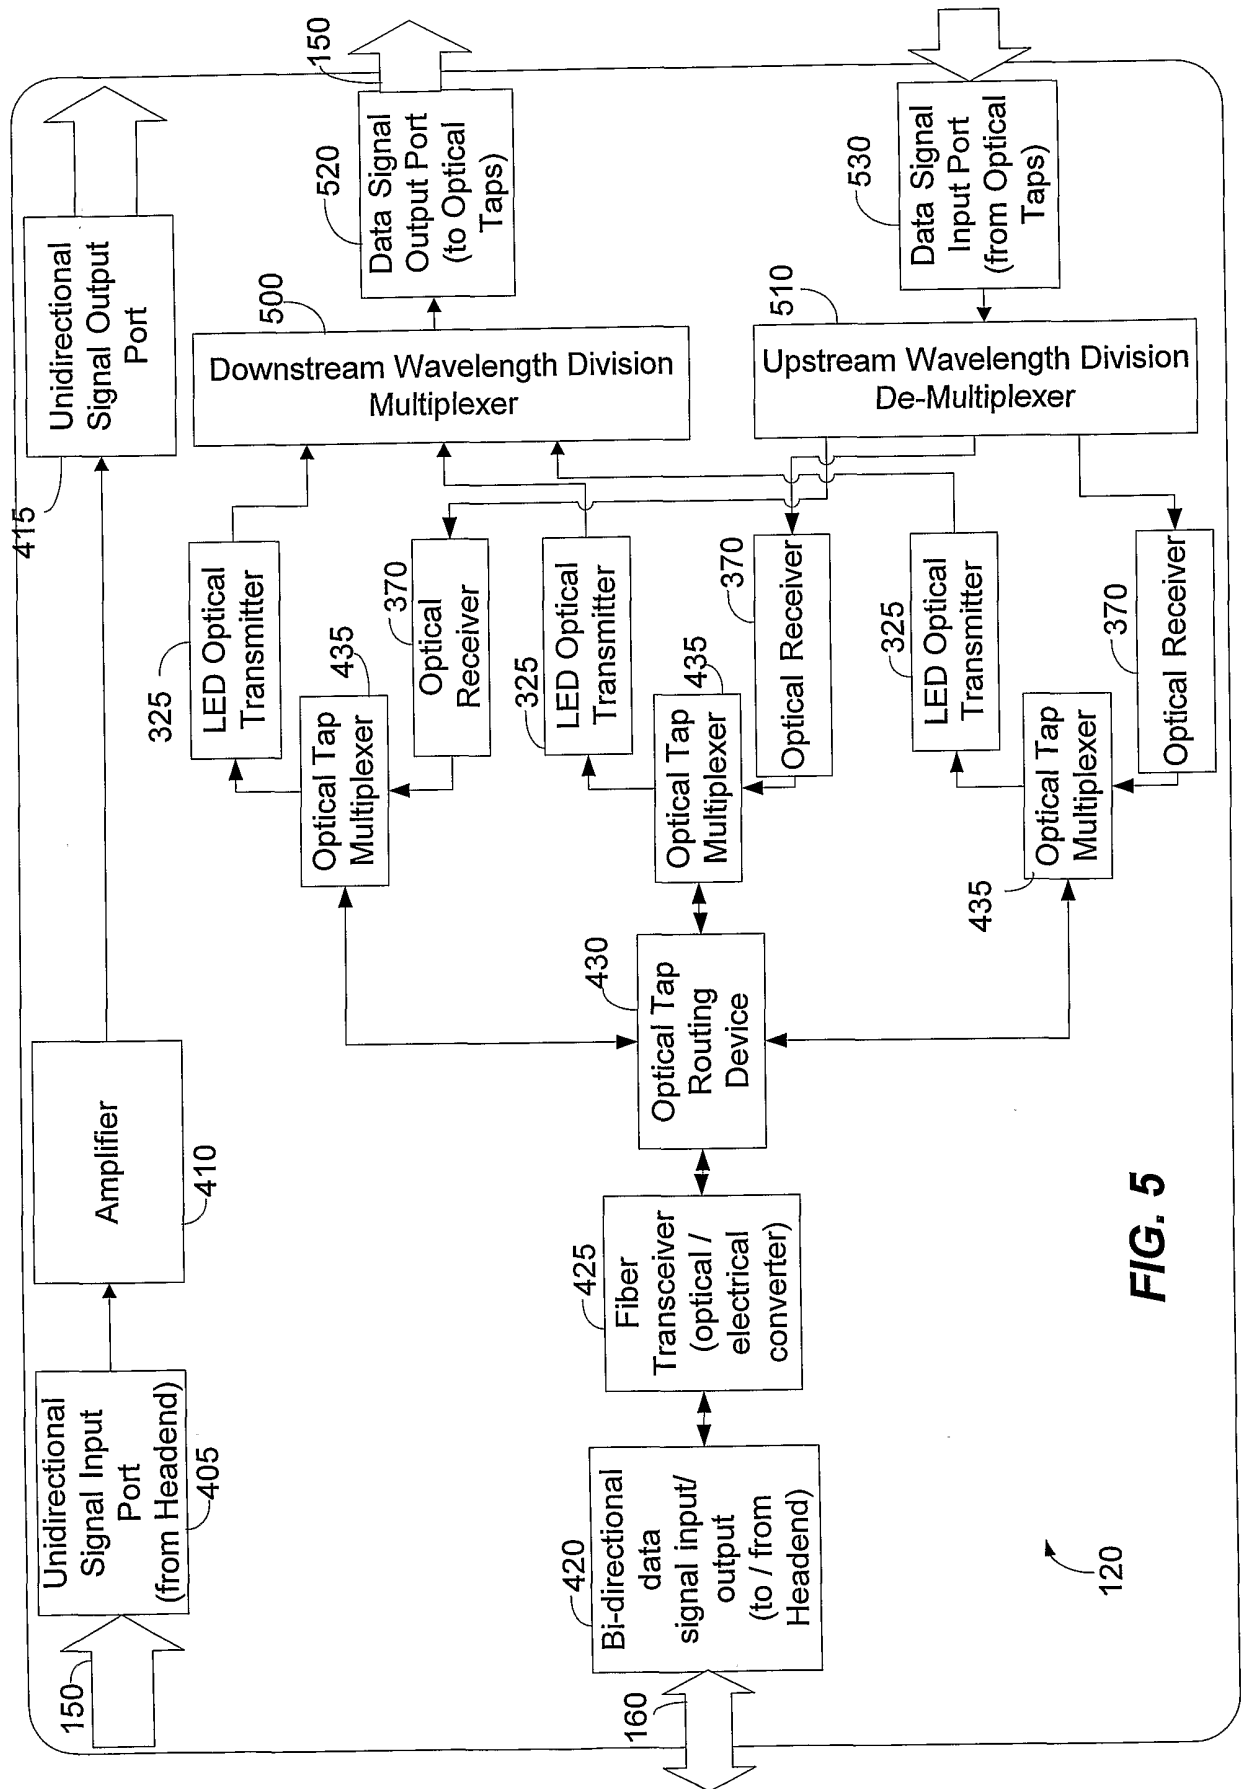 150
Unidirectional
Signal Input
Port
(from Headend)
405
Amplifier
410
Unidirectional
Signal Output
Port
415
160
Bi-directional
data
signal input/
output
(to / from
Headend)
420
Fiber
Transceiver
(optical /
electrical
converter)
425
Optical Tap
Routing
Device
430
Optical Tap
Multiplexer
435
LED Optical
Transmitter
325
Optical
Receiver
370
Optical Tap
Multiplexer
435
LED Optical
Transmitter
325
Optical Receiver
370
Optical Tap
Multiplexer
435
LED Optical
Transmitter
325
Optical Receiver
370
Downstream Wavelength Division
Multiplexer
500
Upstream Wavelength Division
De-Multiplexer
510
Data Signal
Output Port
(to Optical
Taps)
520
150
Data Signal
Input Port
(from Optical
Taps)
530
120
FIG. 5